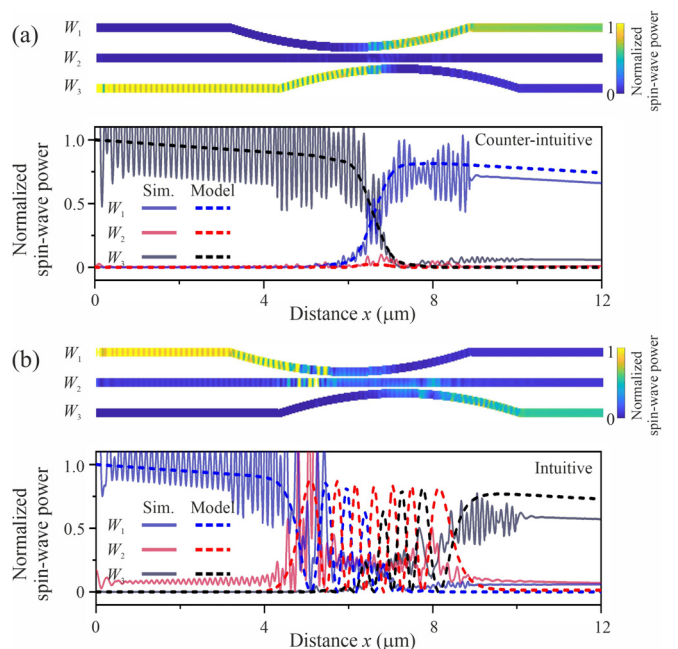 (a)
W1
W2
W3
1
0
Normalized
spin-wave power
1.0
0.5
0
Normalized
spin-wave power
Counter-intuitive
Sim. Model
W1
W2
W3
0 4 8 12
Distance x (μm)
(b)
W1
W2
W3
1
0
Normalized
spin-wave power
1.0
0.5
0
Normalized
spin-wave power
Intuitive
Sim. Model
W1
W2
W3
0 4 8 12
Distance x (μm)